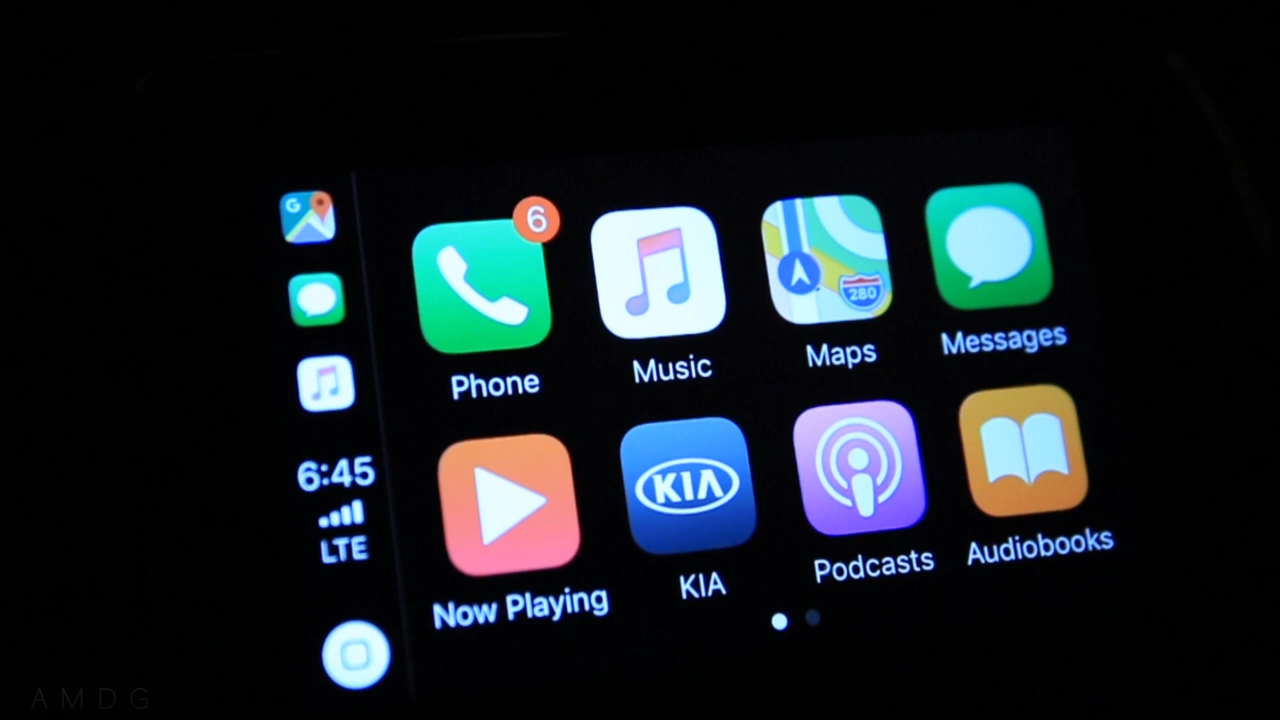 G
6
280
Phone
Music
Maps
Messages
KIA
6:45
LTE
Now Playing
KIA
Podcasts
Audiobooks
AMDG